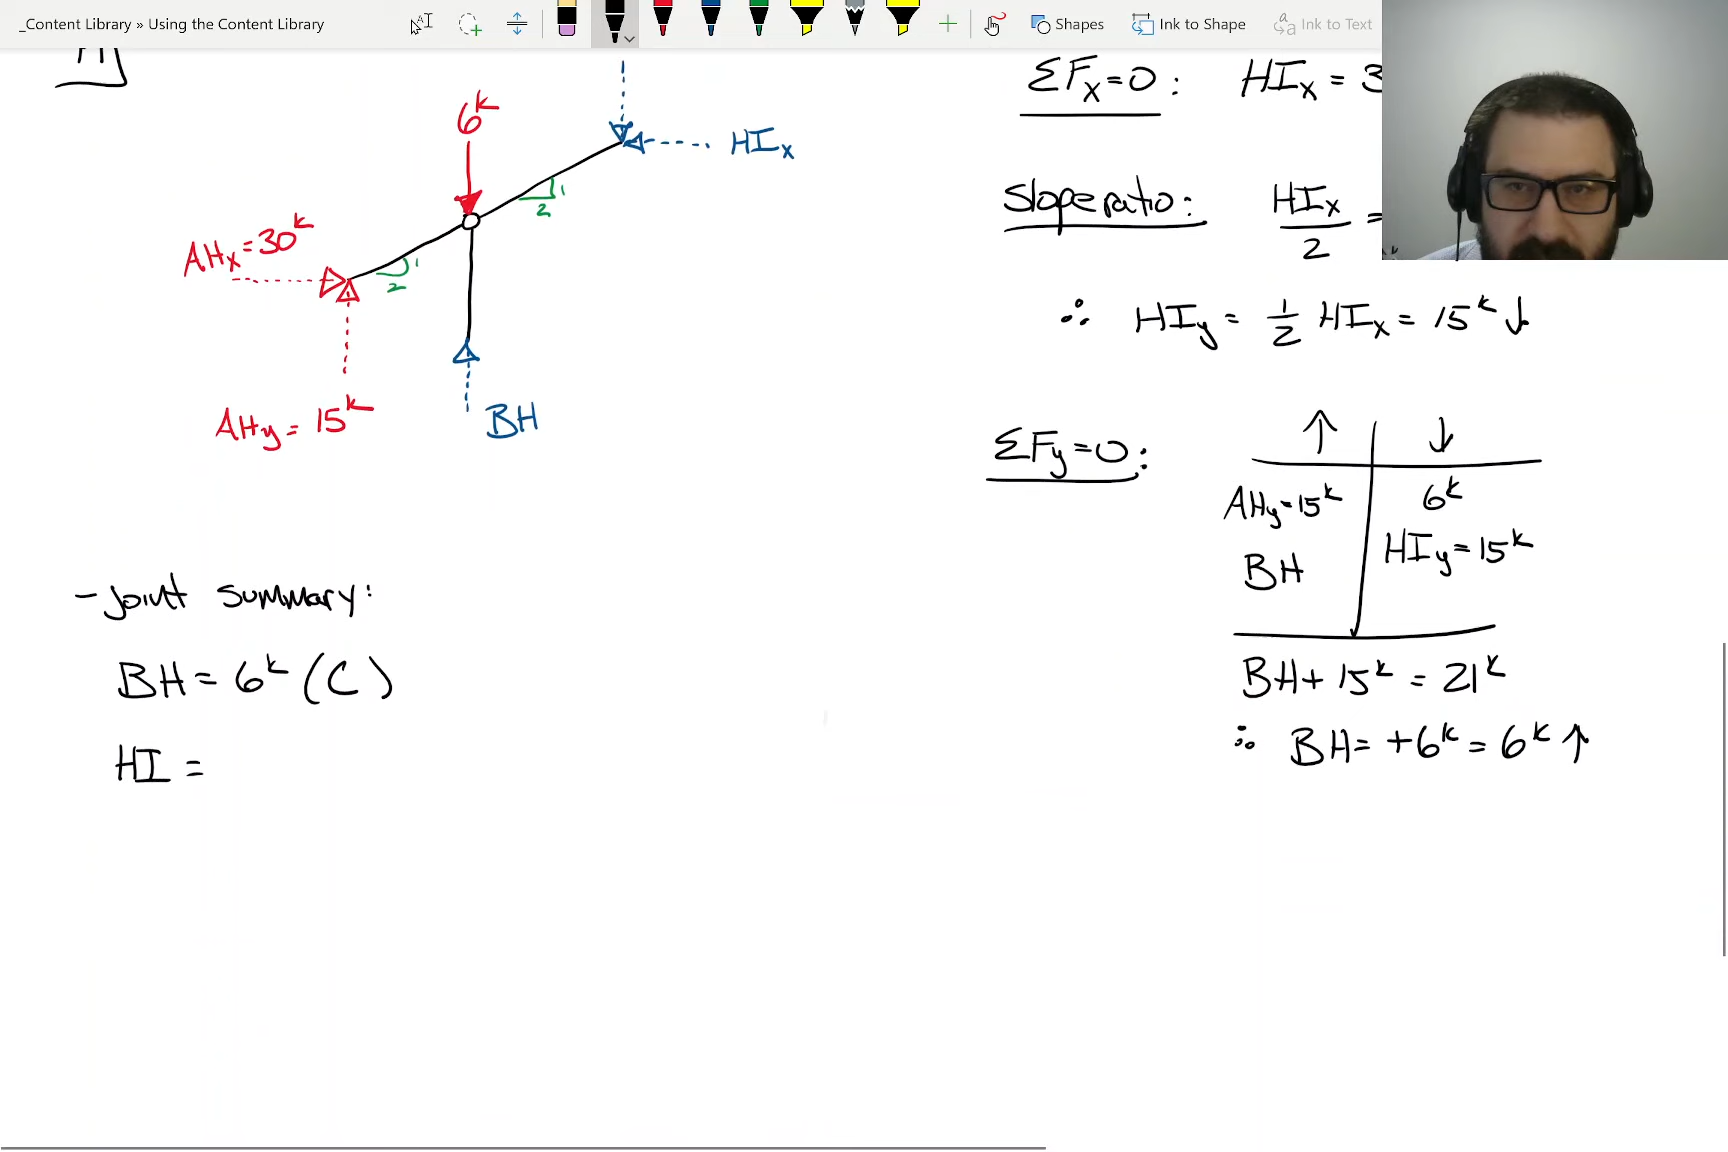 _Content Library » Using the Content Library
Shapes
Ink to Shape
Ink to Text
H
6ᵏ
HIₓ
1
2
AHₓ=30ᵏ
1
2
AHy= 15ᵏ
BH
- Joint Summary:
BH= 6ᵏ (C)
HI =
ΣFₓ=0 : HIₓ = 3
Slope ratio: HIₓ/2 =
∴ HIy = 1/2 HIₓ = 15ᵏ ↓
ΣFy=0:
↑ ↓
AHy=15ᵏ 6ᵏ
BH HIy=15ᵏ
BH+ 15ᵏ = 21ᵏ
∴ BH= +6ᵏ = 6ᵏ ↑